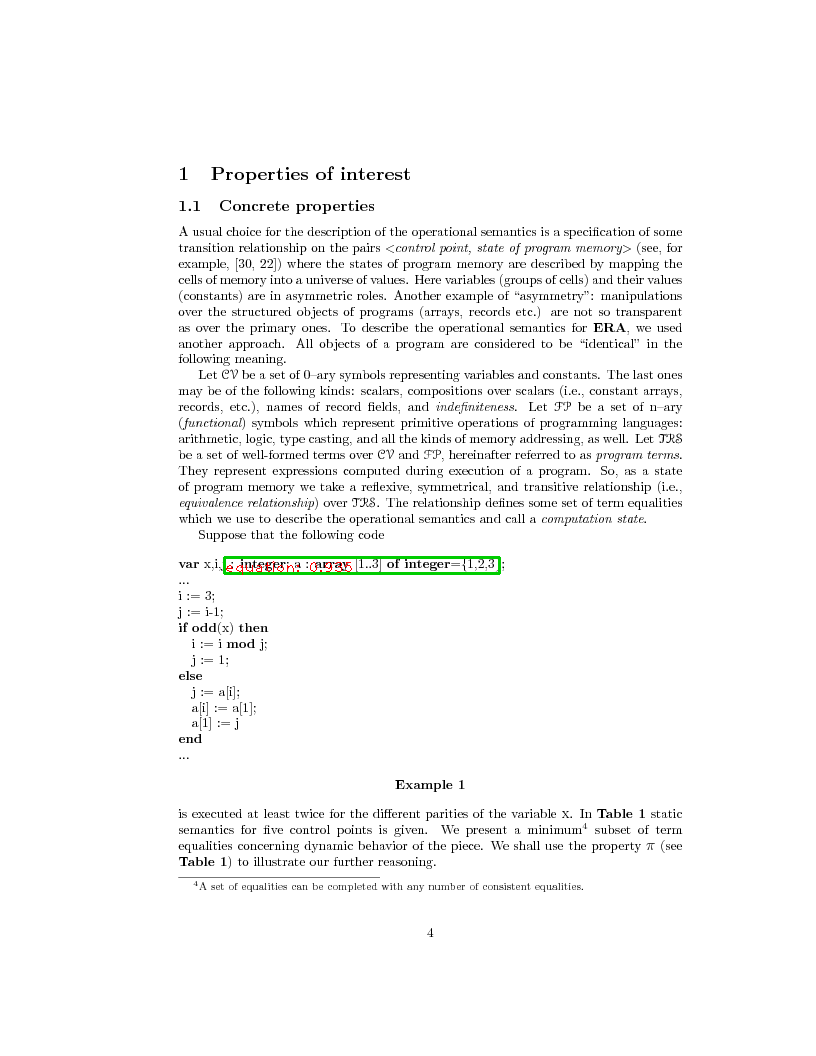 1 Properties of interest
1.1 Concrete properties
A usual choice for the description of the operational semantics is a specification of some
transition relationship on the pairs <control point, state of program memory> (see, for
example, [30, 22]) where the states of program memory are described by mapping the
cells of memory into a universe of values. Here variables (groups of cells) and their values
(constants) are in asymmetric roles. Another example of “asymmetry”: manipulations
over the structured objects of programs (arrays, records etc.) are not so transparent
as over the primary ones. To describe the operational semantics for ERA, we used
another approach. All objects of a program are considered to be “identical” in the
following meaning.
Let CV be a set of 0–ary symbols representing variables and constants. The last ones
may be of the following kinds: scalars, compositions over scalars (i.e., constant arrays,
records, etc.), names of record fields, and indefiniteness. Let FP be a set of n–ary
(functional) symbols which represent primitive operations of programming languages:
arithmetic, logic, type casting, and all the kinds of memory addressing, as well. Let TRS
be a set of well-formed terms over CV and FP, hereinafter referred to as program terms.
They represent expressions computed during execution of a program. So, as a state
of program memory we take a reflexive, symmetrical, and transitive relationship (i.e.,
equivalence relationship) over TRS. The relationship defines some set of term equalities
which we use to describe the operational semantics and call a computation state.
Suppose that the following code
var x,i, : integer; a : array [1..3] of integer={1,2,3 ;
equation: 0.935
...
i := 3;
j := i-1;
if odd(x) then
i := i mod j;
j := 1;
else
j := a[i];
a[i] := a[1];
a[1] := j
end
...
Example 1
is executed at least twice for the different parities of the variable x. In Table 1 static
semantics for five control points is given. We present a minimum⁴ subset of term
equalities concerning dynamic behavior of the piece. We shall use the property π (see
Table 1) to illustrate our further reasoning.
⁴A set of equalities can be completed with any number of consistent equalities.
4